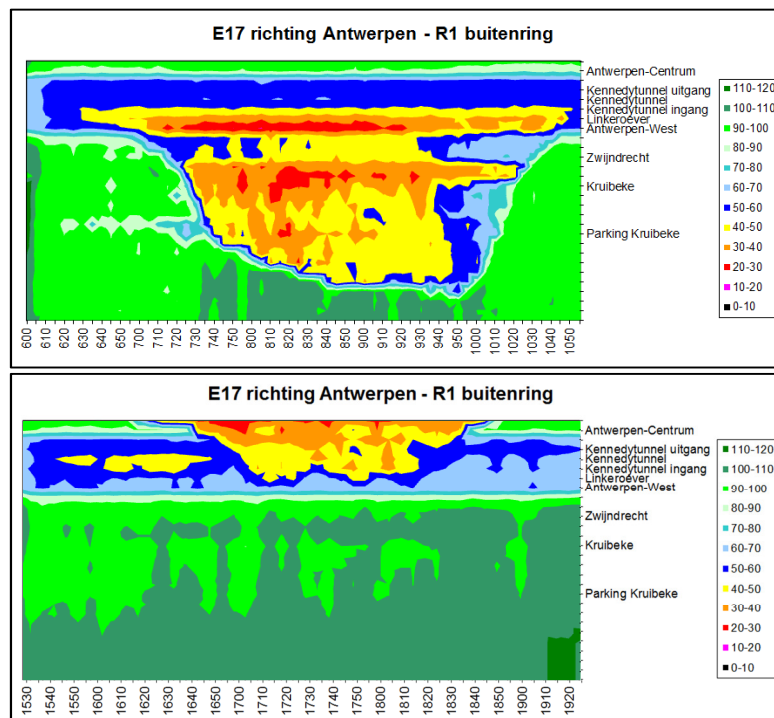 E17 richting Antwerpen - R1 buitenring
Antwerpen-Centrum
Kennedytunnel uitgang
Kennedytunnel
Kennedytunnel ingang
Linkeroever
Antwerpen-West
Zwijndrecht
Kruibeke
Parking Kruibeke
110-120
100-110
90-100
80-90
70-80
60-70
50-60
40-50
30-40
20-30
10-20
0-10
600 610 620 630 640 650 700 710 720 730 740 750 800 810 820 830 840 850 900 910 920 930 940 950 1000 1010 1020 1030 1040 1050
E17 richting Antwerpen - R1 buitenring
Antwerpen-Centrum
Kennedytunnel uitgang
Kennedytunnel
Kennedytunnel ingang
Linkeroever
Antwerpen-West
Zwijndrecht
Kruibeke
Parking Kruibeke
110-120
100-110
90-100
80-90
70-80
60-70
50-60
40-50
30-40
20-30
10-20
0-10
1530 1540 1550 1600 1610 1620 1630 1640 1650 1700 1710 1720 1730 1740 1750 1800 1810 1820 1830 1840 1850 1900 1910 1920